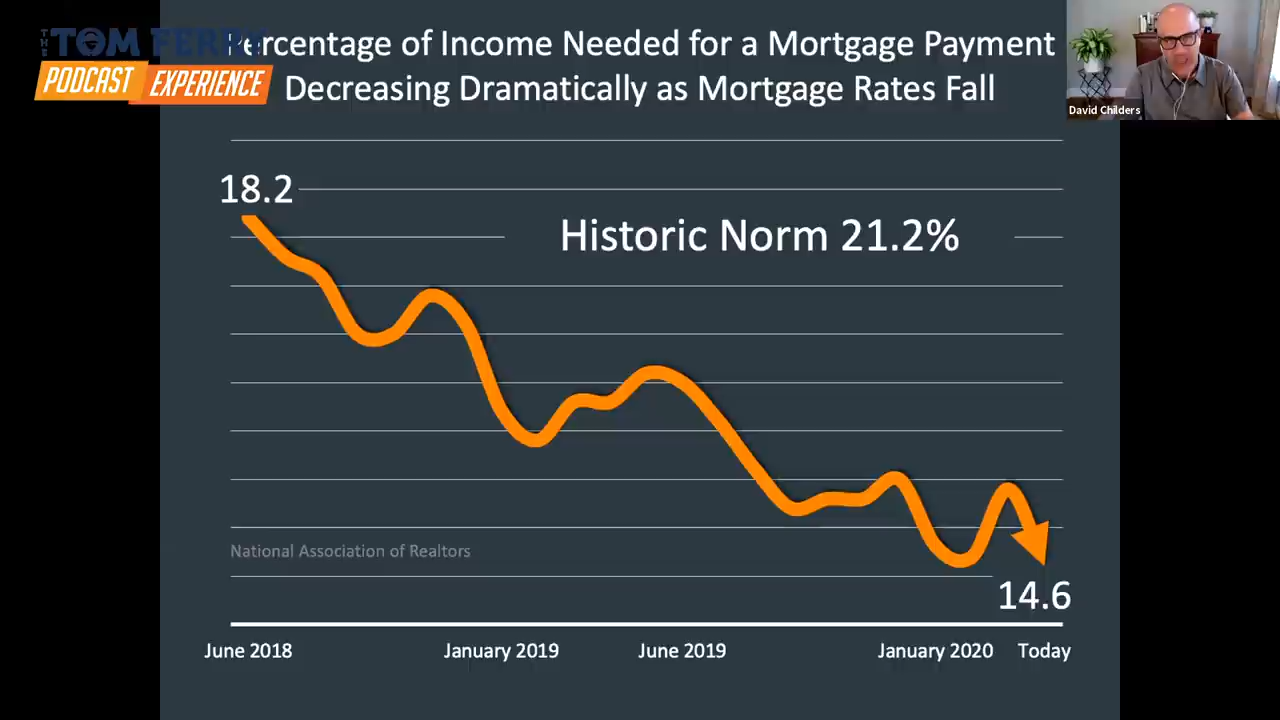 THE TOM FERRY
PODCAST EXPERIENCE
Percentage of Income Needed for a Mortgage Payment
Decreasing Dramatically as Mortgage Rates Fall
David Childers
18.2
Historic Norm 21.2%
National Association of Realtors
14.6
June 2018 January 2019 June 2019 January 2020 Today